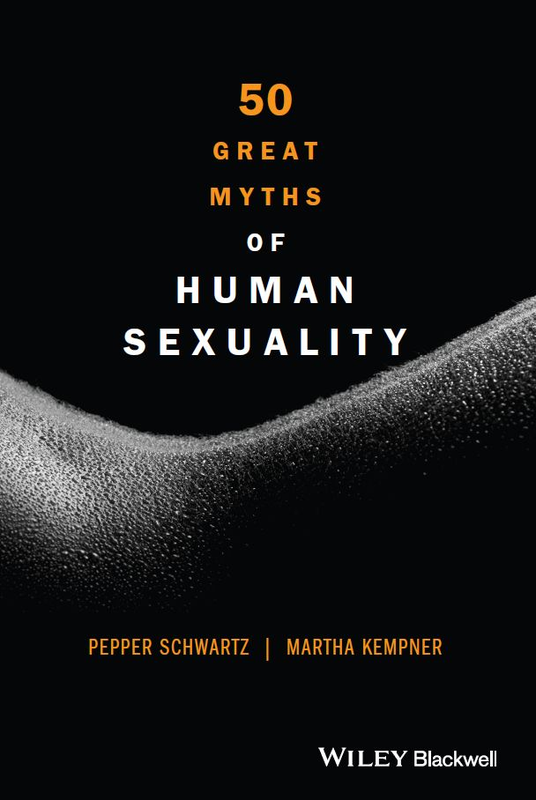 50
GREAT
MYTHS
OF
HUMAN
SEXUALITY
PEPPER SCHWARTZ | MARTHA KEMPNER
WILEY Blackwell